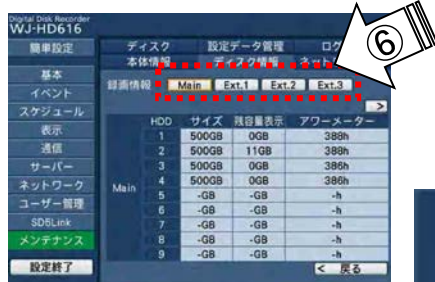 Digital Disk Recorder
WJ-HD616
⑥
簡単設定
ディスク 設定データ管理 ログ
本体情報 ディスク情報 ネットワ
基本
録画情報 Main Ext.1 Ext.2 Ext.3
イベント
>
スケジュール
HDD サイズ 残容量表示 アワーメーター
表示
1 500GB 0GB 388h
通信
2 500GB 11GB 388h
サーバー
3 500GB 0GB 386h
ネットワーク
4 500GB 0GB 386h
Main
5 -GB -GB -h
ユーザー管理
6 -GB -GB -h
SD5Link
7 -GB -GB -h
メンテナンス
8 -GB -GB -h
9 -GB -GB -h
設定終了
< 戻る